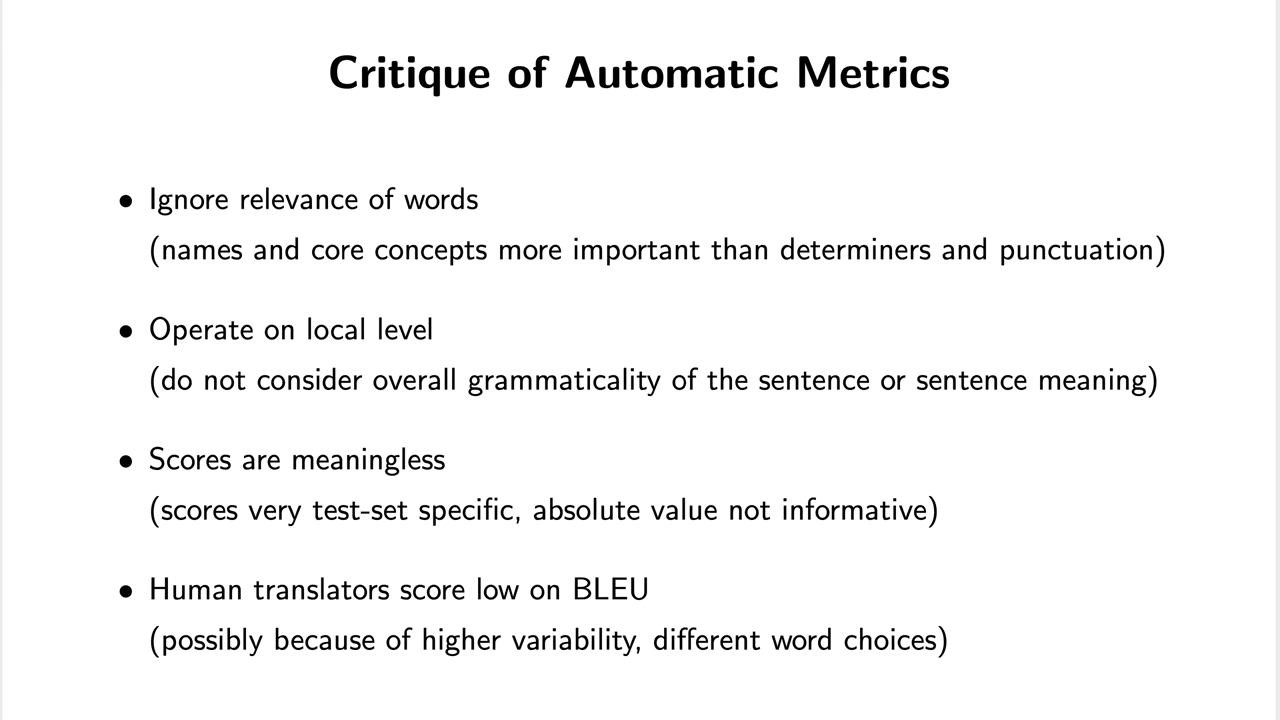 Critique of Automatic Metrics
• Ignore relevance of words
(names and core concepts more important than determiners and punctuation)
• Operate on local level
(do not consider overall grammaticality of the sentence or sentence meaning)
• Scores are meaningless
(scores very test-set specific, absolute value not informative)
• Human translators score low on BLEU
(possibly because of higher variability, different word choices)